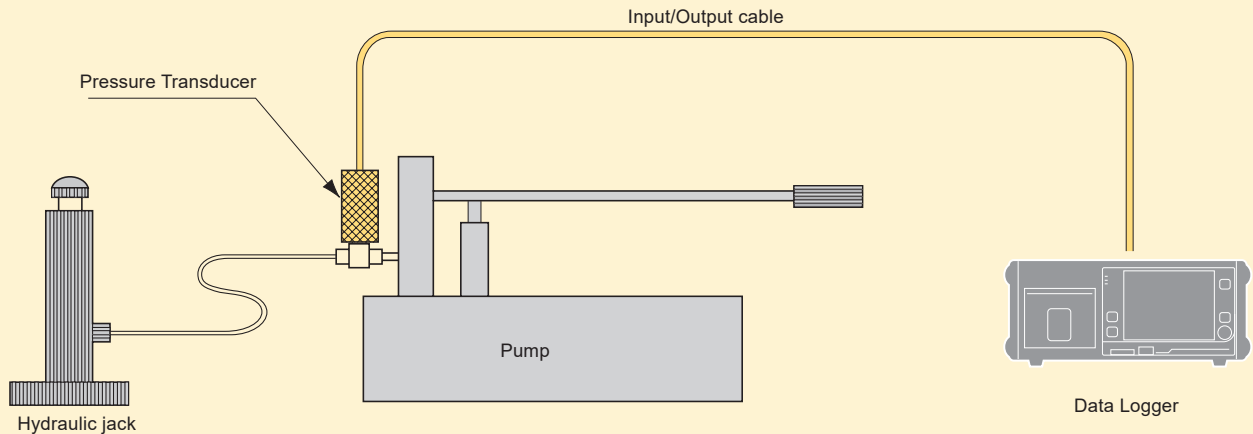 Input/Output cable
Pressure Transducer
Pump
Data Logger
Hydraulic jack